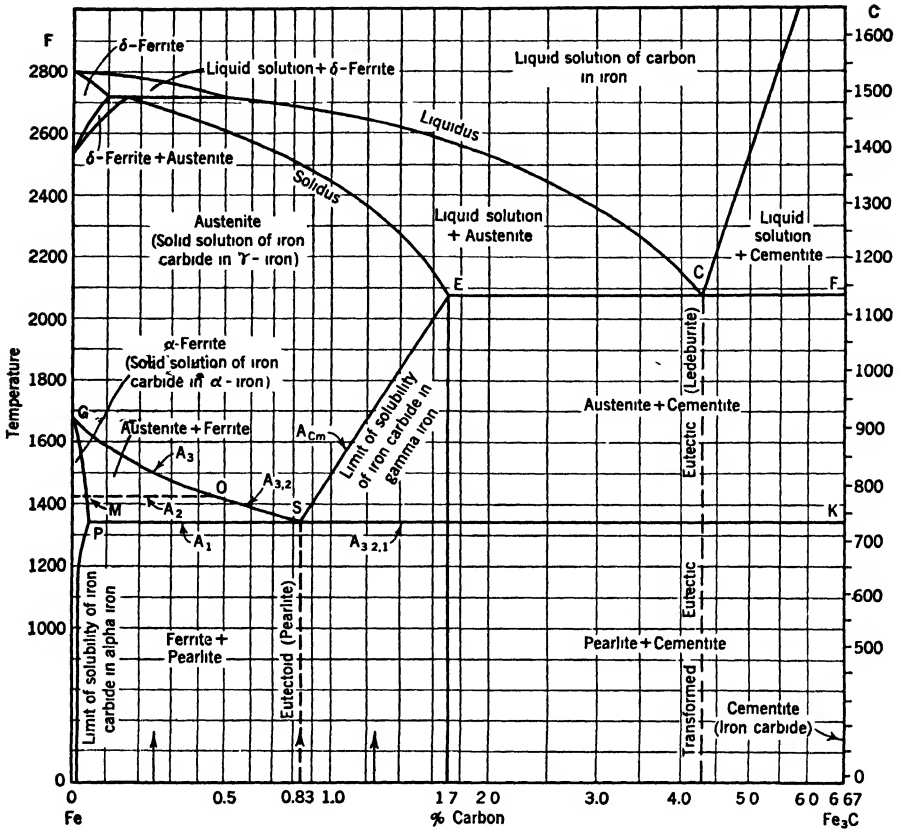 F
C
δ-Ferrite
Liquid solution + δ-Ferrite
Liquid solution of carbon
in iron
Liquidus
δ-Ferrite + Austenite
Solidus
Austenite
(Solid solution of iron
carbide in γ - iron)
Liquid solution
+ Austenite
Liquid
solution
+ Cementite
E
C
F
α-Ferrite
(Solid solution of iron
carbide in α - iron)
G
Austenite + Ferrite
A3
O
A3,2
M
A2
S
P
A1
ACm
Limit of solubility
of iron carbide in
gamma iron
A3 2,1
K
Austenite + Cementite
Eutectic (Ledeburite)
Limit of solubility of iron
carbide in alpha iron
Ferrite +
Pearlite
Eutectoid (Pearlite)
Pearlite + Cementite
Transformed Eutectic
Cementite
(Iron carbide)
Temperature
2800
2600
2400
2200
2000
1800
1600
1400
1200
1000
0
1600
1500
1400
1300
1200
1100
1000
900
800
700
600
500
0
0 0.5 0.83 1.0 1 7 2 0 3.0 4.0 5 0 6 0 6 67
Fe % Carbon Fe3C